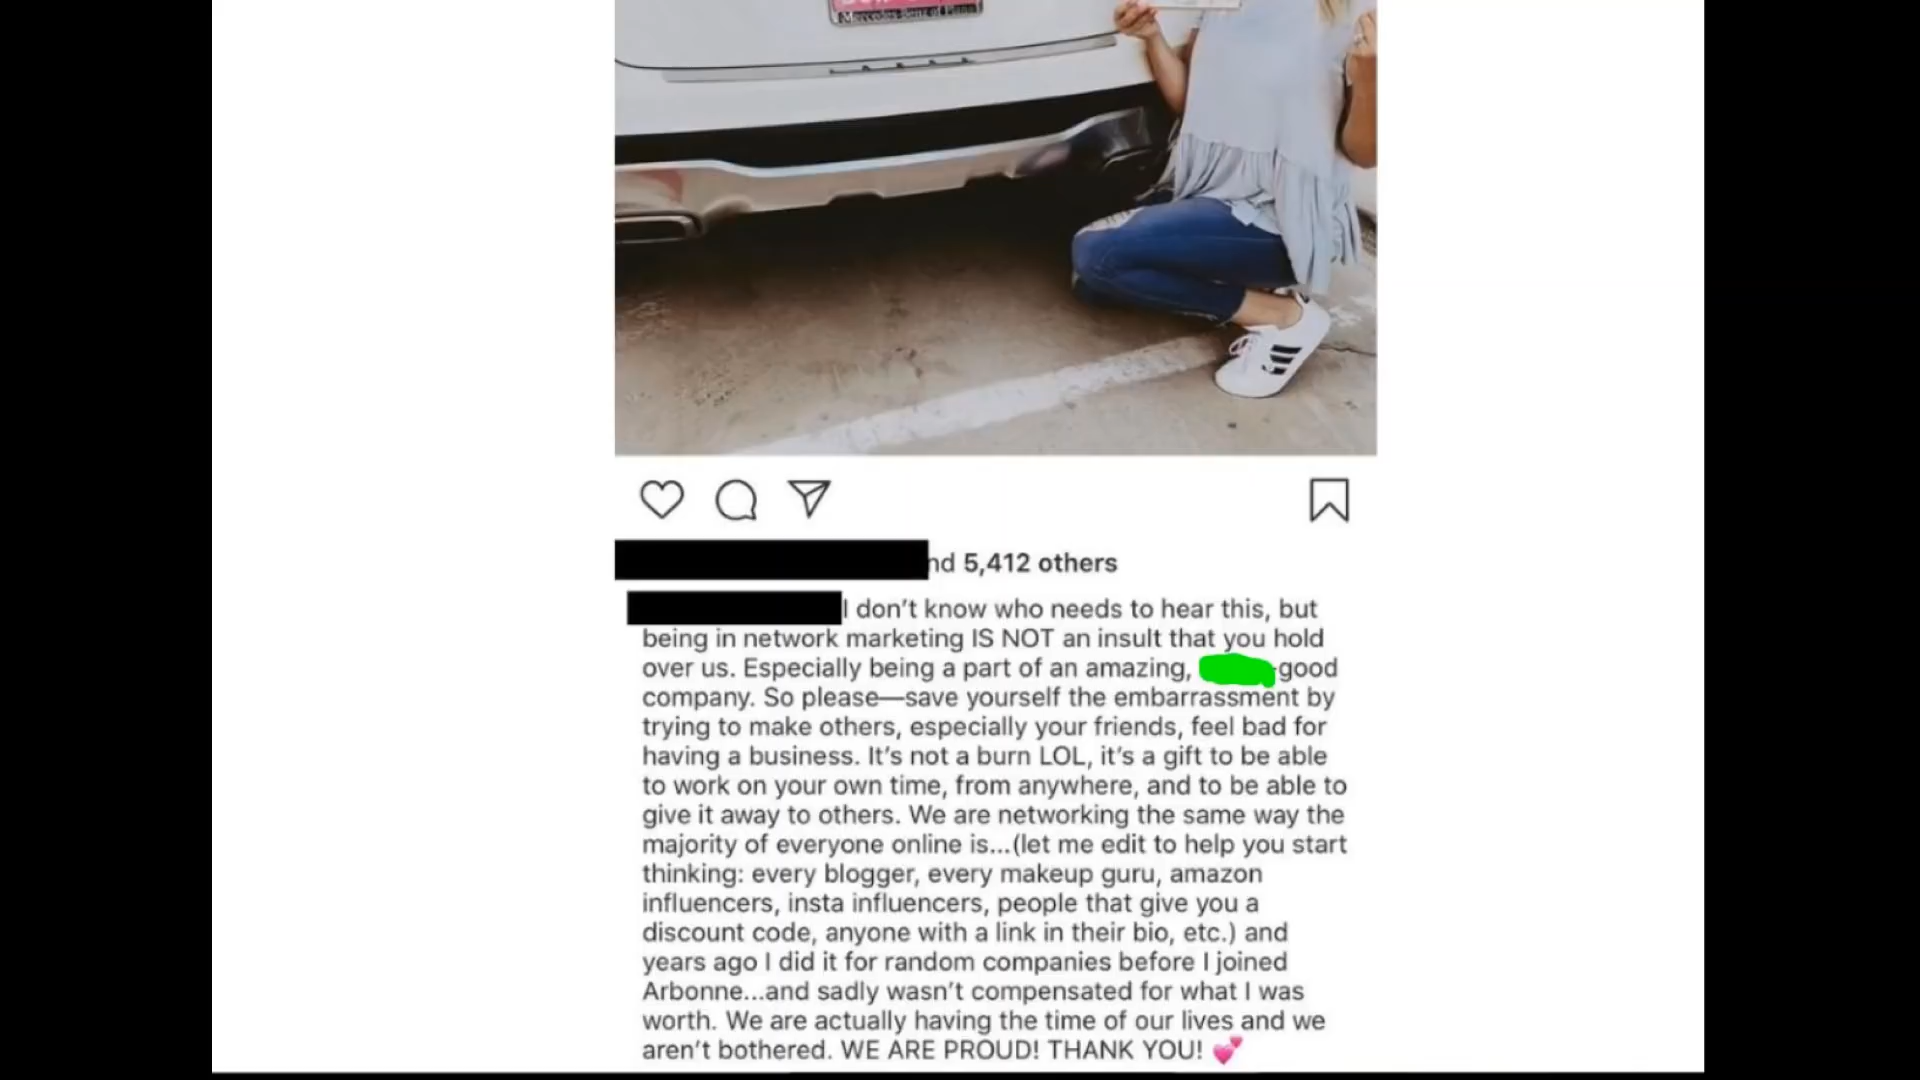 Mercedes-Benz of Plano
nd 5,412 others
I don't know who needs to hear this, but
being in network marketing IS NOT an insult that you hold
over us. Especially being a part of an amazing, -good
company. So please—save yourself the embarrassment by
trying to make others, especially your friends, feel bad for
having a business. It's not a burn LOL, it's a gift to be able
to work on your own time, from anywhere, and to be able to
give it away to others. We are networking the same way the
majority of everyone online is...(let me edit to help you start
thinking: every blogger, every makeup guru, amazon
influencers, insta influencers, people that give you a
discount code, anyone with a link in their bio, etc.) and
years ago I did it for random companies before I joined
Arbonne...and sadly wasn't compensated for what I was
worth. We are actually having the time of our lives and we
aren't bothered. WE ARE PROUD! THANK YOU! 💕